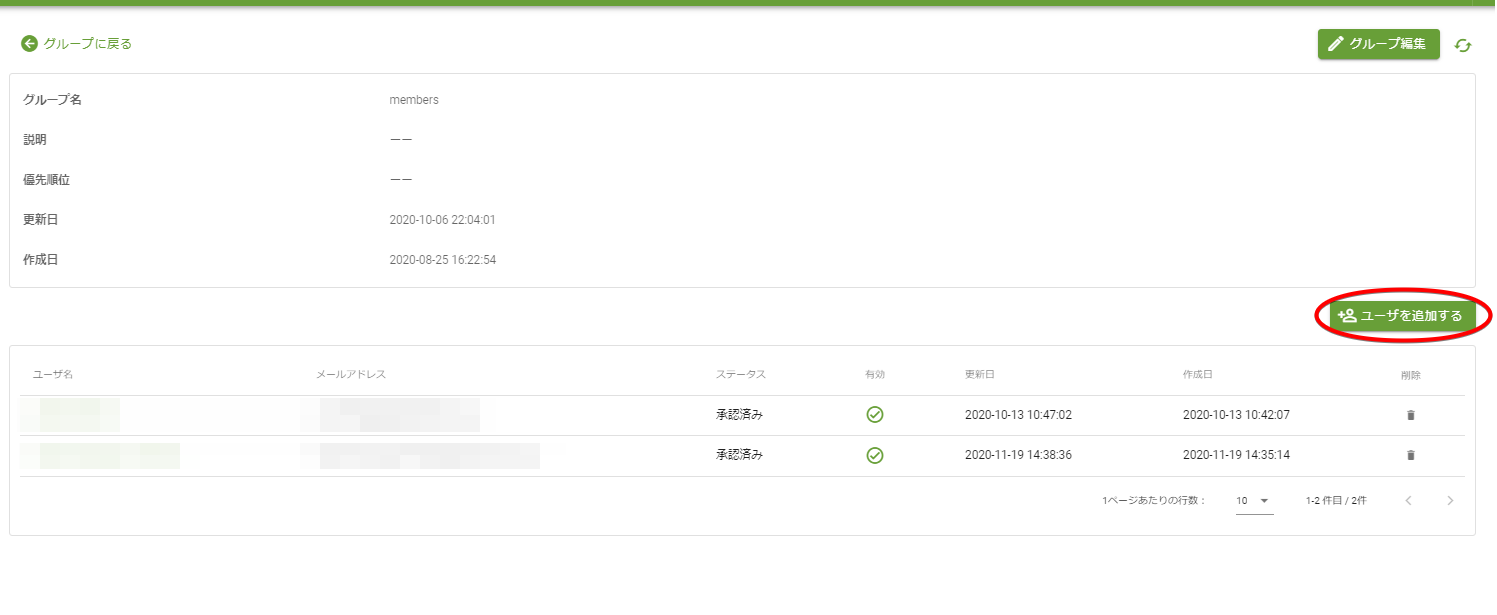 グループに戻る
グループ編集
グループ名 members
説明 ーー
優先順位 ーー
更新日 2020-10-06 22:04:01
作成日 2020-08-25 16:22:54
ユーザを追加する
ユーザ名 メールアドレス ステータス 有効 更新日 作成日 削除
承認済み 2020-10-13 10:47:02 2020-10-13 10:42:07
承認済み 2020-11-19 14:38:36 2020-11-19 14:35:14
1ページあたりの行数： 10 1-2 件目 / 2件